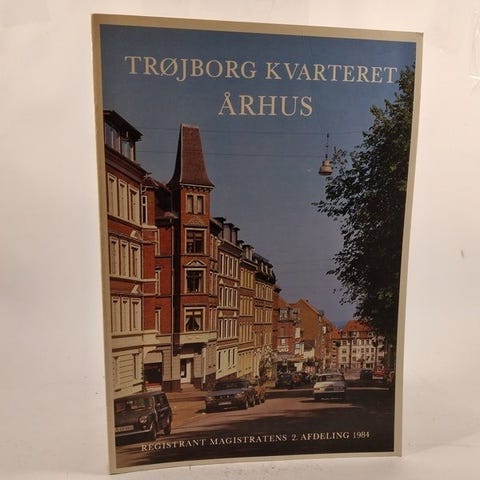 TRØJBORG KVARTERET
ÅRHUS
REGISTRANT MAGISTRATENS 2. AFDELING 1984